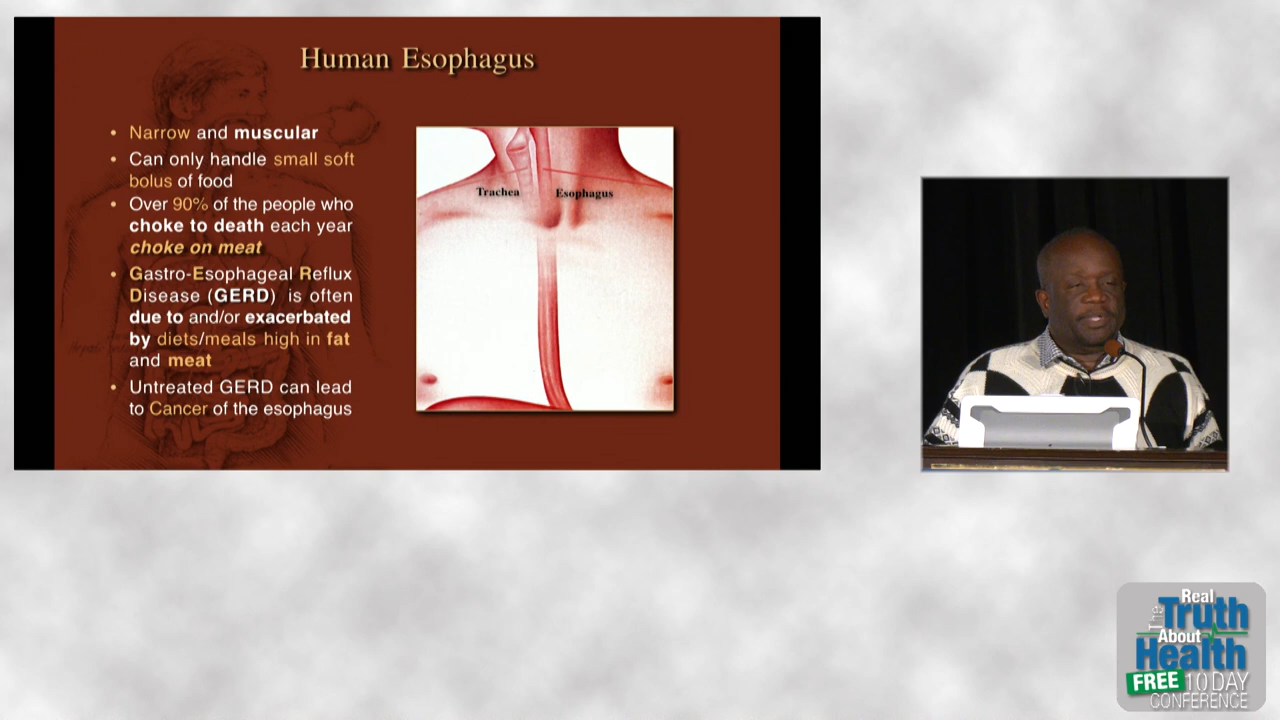 Human Esophagus
• Narrow and muscular
• Can only handle small soft
bolus of food
• Over 90% of the people who
choke to death each year
choke on meat
• Gastro-Esophageal Reflux
Disease (GERD) is often
due to and/or exacerbated
by diets/meals high in fat
and meat
• Untreated GERD can lead
to Cancer of the esophagus
Trachea
Esophagus
The Real
Truth
About
Health
FREE 10 DAY
CONFERENCE